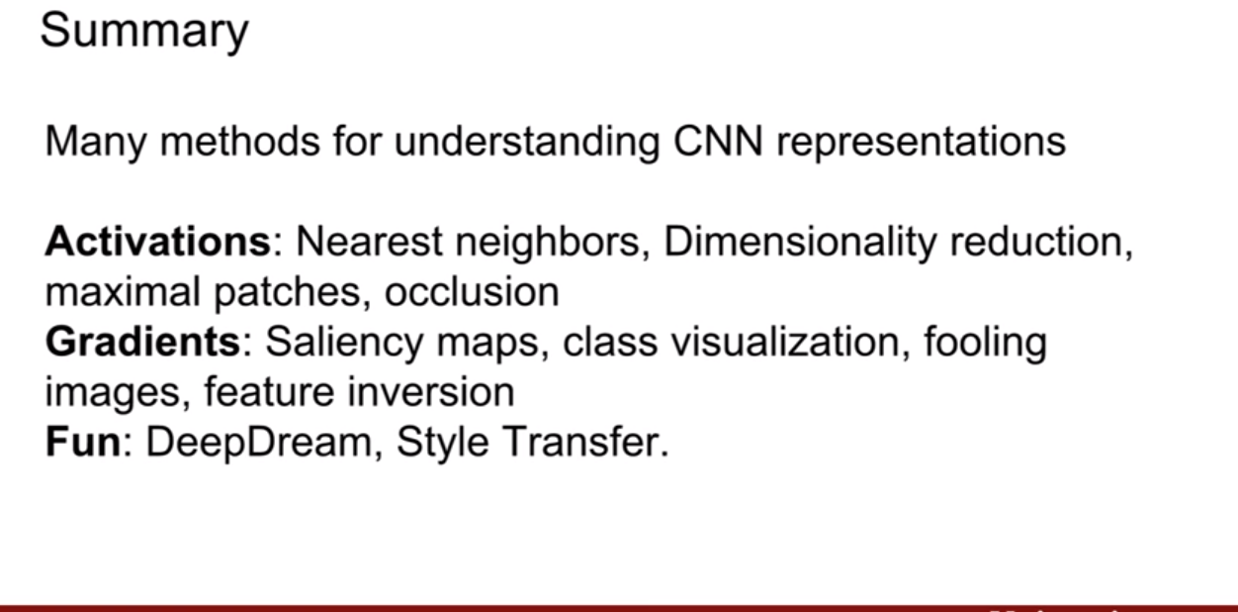 Summary
Many methods for understanding CNN representations
Activations: Nearest neighbors, Dimensionality reduction,
maximal patches, occlusion
Gradients: Saliency maps, class visualization, fooling
images, feature inversion
Fun: DeepDream, Style Transfer.